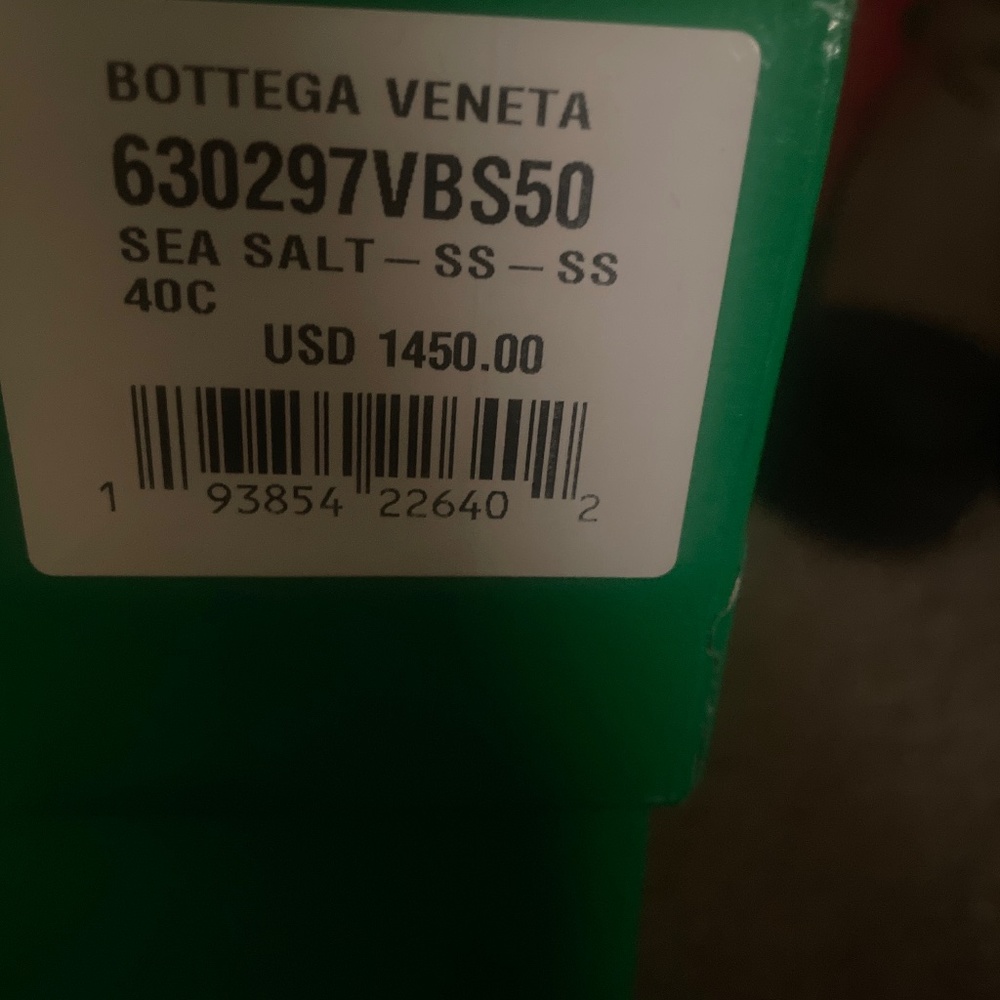 BOTTEGA VENETA
630297VBS50
SEA SALT – SS – SS
40C
USD 1450.00
1 93854 22640 2